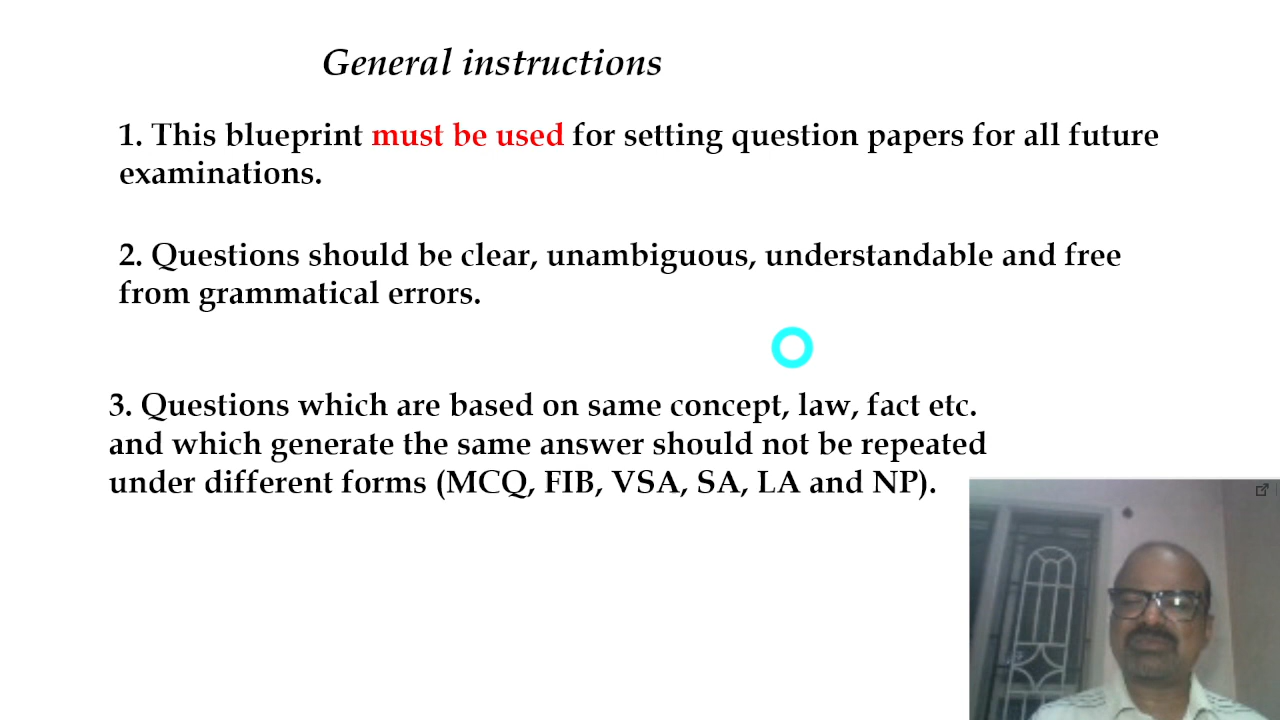 General instructions
1. This blueprint must be used for setting question papers for all future
examinations.
2. Questions should be clear, unambiguous, understandable and free
from grammatical errors.
3. Questions which are based on same concept, law, fact etc.
and which generate the same answer should not be repeated
under different forms (MCQ, FIB, VSA, SA, LA and NP).